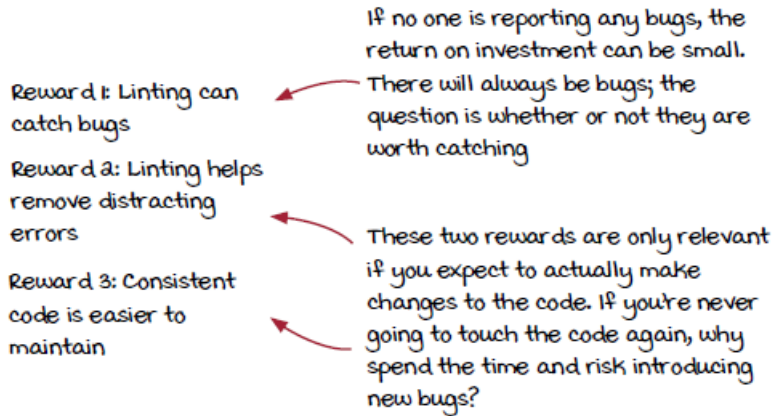 Reward 1: Linting can
catch bugs
Reward 2: Linting helps
remove distracting
errors
Reward 3: Consistent
code is easier to
maintain
If no one is reporting any bugs, the
return on investment can be small.
There will always be bugs; the
question is whether or not they are
worth catching
These two rewards are only relevant
if you expect to actually make
changes to the code. If you're never
going to touch the code again, why
spend the time and risk introducing
new bugs?